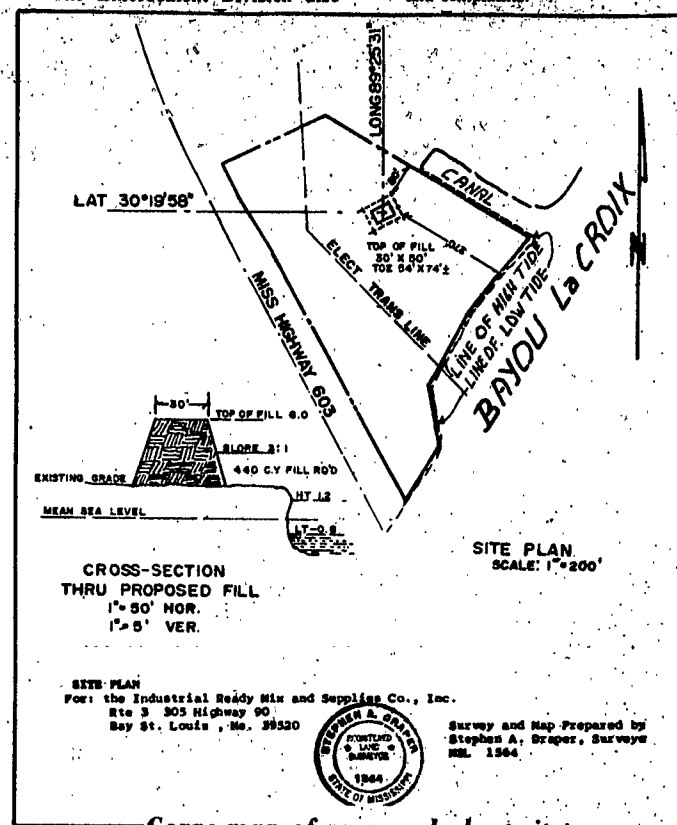 LONG 89°25'31"
CANAL
LAT 30°19'58"
TOP OF FILL
30' X 50'
TOE 54' X 74'±
ELECT TRANS LINE
MISS HIGHWAY 603
LINE OF HIGH TIDE
LINE OF LOW TIDE
BAYOU La CROIX
30'
TOP OF FILL 6.0
SLOPE 3:1
440 C.Y FILL RQD
EXISTING GRADE
HT 1.2
MEAN SEA LEVEL
LT-0.8
SITE PLAN
SCALE: 1"=200'
CROSS-SECTION
THRU PROPOSED FILL
1"=50' HOR.
1"=5' VER.
SITE PLAN
For: the Industrial Ready Mix and Supplies Co., Inc.
Rte 3 305 Highway 90
Bay St. Louis, Ms. 39520
STEPHEN A. DRAPER
REGISTERED
LAND
SURVEYOR
1564
STATE OF MISSISSIPPI
Survey and Map Prepared by
Stephen A. Draper, Surveyor
1564